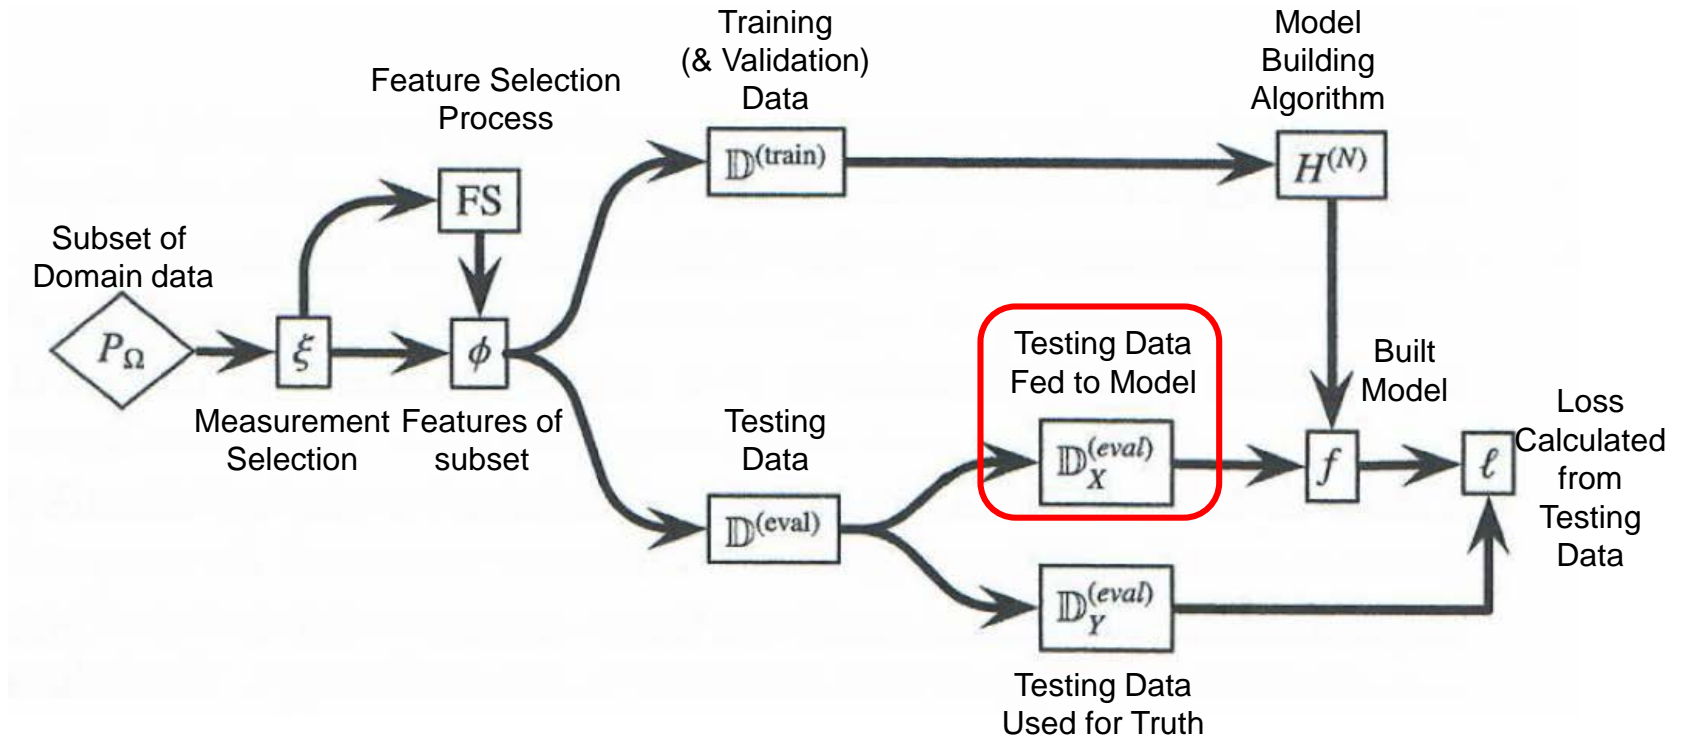 Training
(& Validation)
Data
Model
Building
Algorithm
Feature Selection
Process
𝔻(train)
H(N)
FS
Subset of
Domain data
PΩ
ξ
ϕ
Measurement
Selection
Features of
subset
Testing
Data
𝔻(eval)
Testing Data
Fed to Model
𝔻X(eval)
Built
Model
f
ℓ
Loss
Calculated
from
Testing
Data
𝔻Y(eval)
Testing Data
Used for Truth